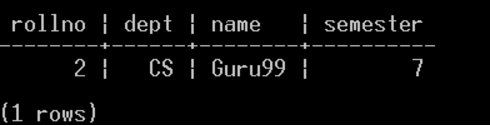 rollno | dept | name | semester
--------+------+--------+----------
2 | CS | Guru99 | 7
(1 rows)